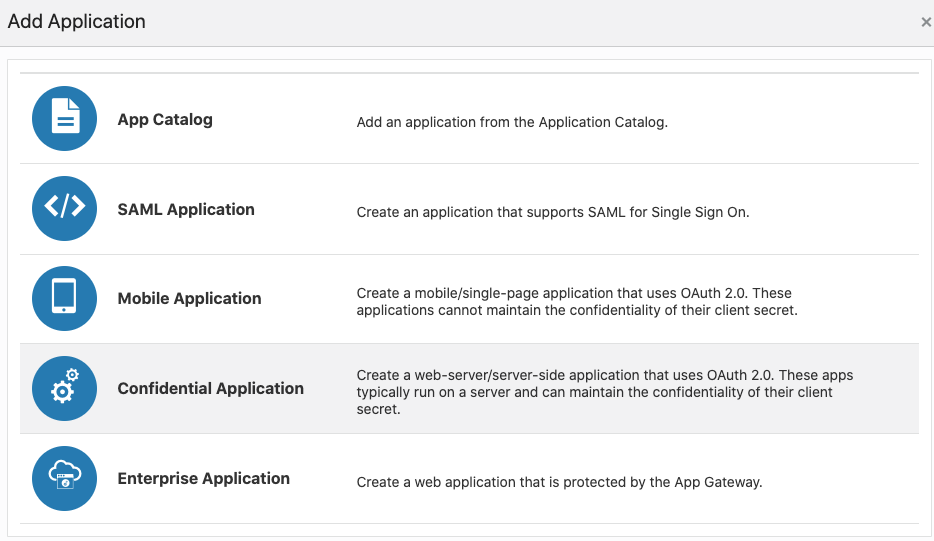 Add Application
×
App Catalog
Add an application from the Application Catalog.
SAML Application
Create an application that supports SAML for Single Sign On.
Mobile Application
Create a mobile/single-page application that uses OAuth 2.0. These
applications cannot maintain the confidentiality of their client secret.
Confidential Application
Create a web-server/server-side application that uses OAuth 2.0. These apps
typically run on a server and can maintain the confidentiality of their client
secret.
Enterprise Application
Create a web application that is protected by the App Gateway.